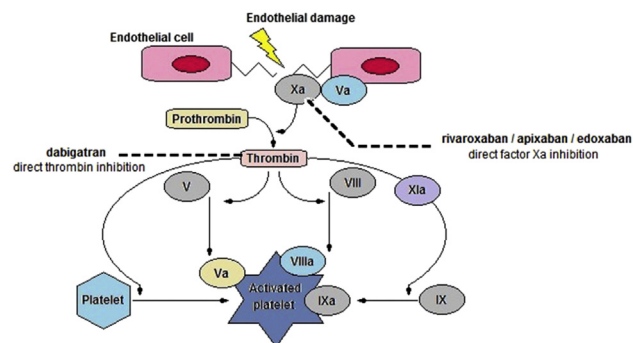 Endothelial damage
Endothelial cell
Xa
Va
Prothrombin
rivaroxaban / apixaban / edoxaban
direct factor Xa inhibition
dabigatran
direct thrombin inhibition
Thrombin
V
VIII
XIa
Va
VIIIa
Platelet
Activated
platelet
IXa
IX